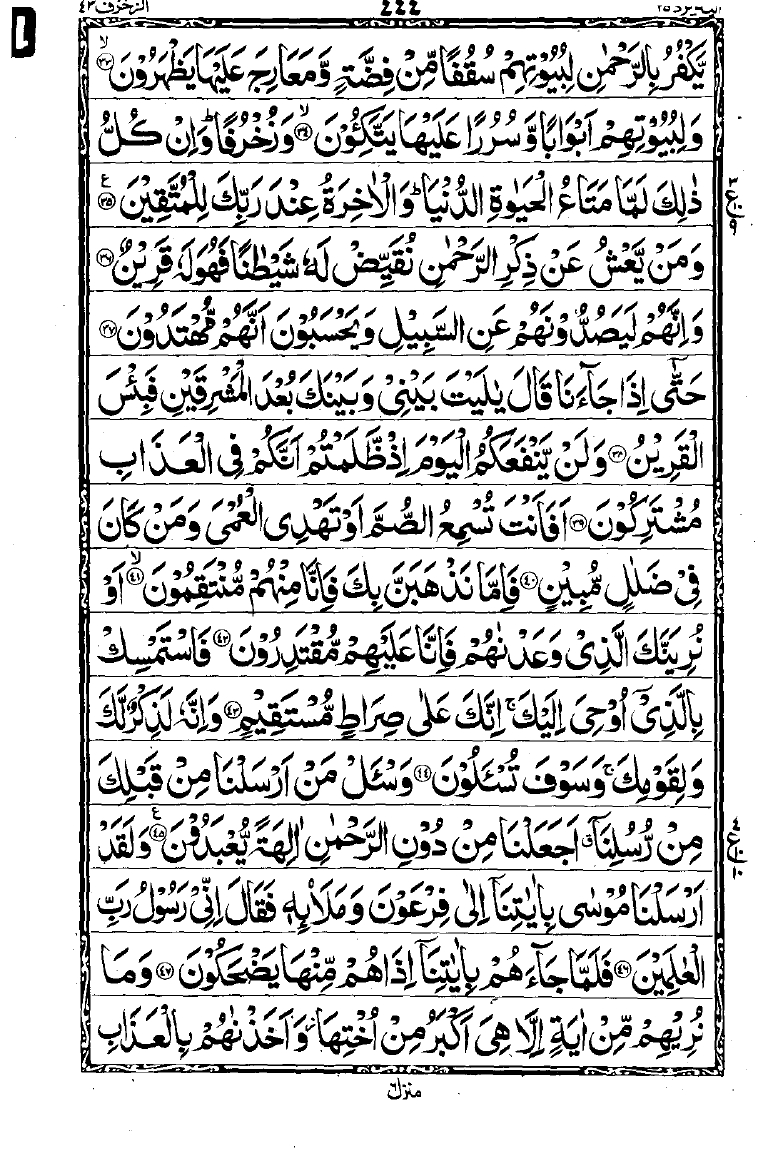 الزخرف ٤٣
٤٤٤
اليه يرد ٢٥
يَّكْفُرُ بِالرَّحْمٰنِ لِبُيُوْتِهِمْ سُقُفًا مِّنْ فِضَّةٍ وَّمَعَارِجَ عَلَيْهَا يَظْهَرُوْنَ ۙ‏﴿٣٣﴾
وَلِبُيُوْتِهِمْ اَبْوَابًا وَّسُرُرًا عَلَيْهَا يَتَّكِـُٔوْنَ ۙ‏﴿٣٤﴾ وَزُخْرُفًا ؕ وَاِنْ كُلُّ
ذٰلِكَ لَمَّا مَتَاعُ الْحَيٰوةِ الدُّنْيَا ؕ وَالْاٰخِرَةُ عِنْدَ رَبِّكَ لِلْمُتَّقِيْنَ ﴿٣٥﴾ ع
وَمَنْ يَّعْشُ عَنْ ذِكْرِ الرَّحْمٰنِ نُقَيِّضْ لَهٗ شَيْطٰنًا فَهُوَ لَهٗ قَرِيْنٌ ﴿٣٦﴾
وَاِنَّهُمْ لَيَصُدُّوْنَهُمْ عَنِ السَّبِيْلِ وَيَحْسَبُوْنَ اَنَّهُمْ مُّهْتَدُوْنَ ﴿٣٧﴾
حَتّٰٓى اِذَا جَآءَنَا قَالَ يٰلَيْتَ بَيْنِيْ وَبَيْنَكَ بُعْدَ الْمَشْرِقَيْنِ فَبِئْسَ
الْقَرِيْنُ ﴿٣٨﴾ وَلَنْ يَّنْفَعَكُمُ الْيَوْمَ اِذْ ظَّلَمْتُمْ اَنَّكُمْ فِي الْعَذَابِ
مُشْتَرِكُوْنَ ﴿٣٩﴾ اَفَاَنْتَ تُسْمِعُ الصُّمَّ اَوْ تَهْدِي الْعُمْيَ وَمَنْ كَانَ
فِيْ ضَلٰلٍ مُّبِيْنٍ ﴿٤٠﴾ فَاِمَّا نَذْهَبَنَّ بِكَ فَاِنَّا مِنْهُمْ مُّنْتَقِمُوْنَ ۙ‏﴿٤١﴾ اَوْ
نُرِيَنَّكَ الَّذِيْ وَعَدْنٰهُمْ فَاِنَّا عَلَيْهِمْ مُّقْتَدِرُوْنَ ﴿٤٢﴾ فَاسْتَمْسِكْ
بِالَّذِيْٓ اُوْحِيَ اِلَيْكَ ۚ اِنَّكَ عَلٰى صِرَاطٍ مُّسْتَقِيْمٍ ﴿٤٣﴾ وَاِنَّهٗ لَذِكْرٌ لَّكَ
وَلِقَوْمِكَ ۚ وَسَوْفَ تُسْـَٔلُوْنَ ﴿٤٤﴾ وَسْـَٔلْ مَنْ اَرْسَلْنَا مِنْ قَبْلِكَ
مِنْ رُّسُلِنَآ ۖ اَجَعَلْنَا مِنْ دُوْنِ الرَّحْمٰنِ اٰلِهَةً يُّعْبَدُوْنَ ﴿٤٥﴾ ع وَلَقَدْ
اَرْسَلْنَا مُوْسٰى بِاٰيٰتِنَآ اِلٰى فِرْعَوْنَ وَمَلَا۟ئِهٖ فَقَالَ اِنِّيْ رَسُوْلُ رَبِّ
الْعٰلَمِيْنَ ﴿٤٦﴾ فَلَمَّا جَآءَهُمْ بِاٰيٰتِنَآ اِذَا هُمْ مِّنْهَا يَضْحَكُوْنَ ﴿٤٧﴾ وَمَا
نُرِيْهِمْ مِّنْ اٰيَةٍ اِلَّا هِيَ اَكْبَرُ مِنْ اُخْتِهَا ؗ وَاَخَذْنٰهُمْ بِالْعَذَابِ
منزل ٦